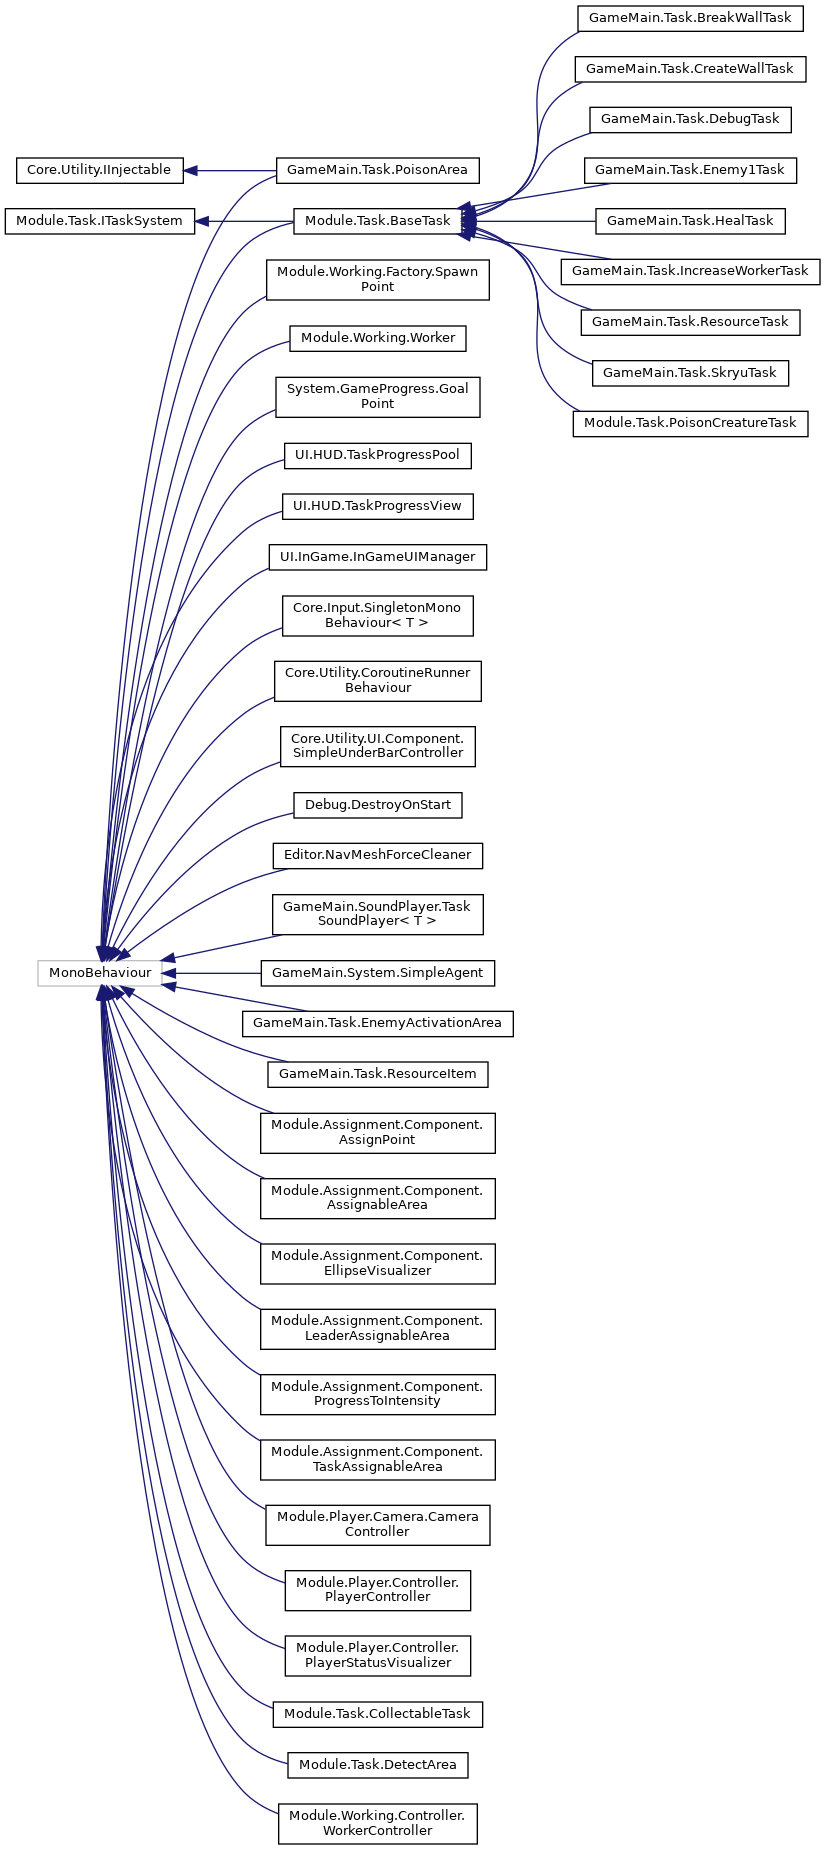 GameMain.Task.BreakWallTask
GameMain.Task.CreateWallTask
GameMain.Task.DebugTask
Core.Utility.IInjectable
GameMain.Task.PoisonArea
GameMain.Task.Enemy1Task
Module.Task.ITaskSystem
Module.Task.BaseTask
GameMain.Task.HealTask
Module.Working.Factory.Spawn
Point
GameMain.Task.IncreaseWorkerTask
Module.Working.Worker
GameMain.Task.ResourceTask
System.GameProgress.Goal
Point
GameMain.Task.SkryuTask
Module.Task.PoisonCreatureTask
UI.HUD.TaskProgressPool
UI.HUD.TaskProgressView
UI.InGame.InGameUIManager
Core.Input.SingletonMono
Behaviour< T >
Core.Utility.CoroutineRunner
Behaviour
Core.Utility.UI.Component.
SimpleUnderBarController
Debug.DestroyOnStart
Editor.NavMeshForceCleaner
GameMain.SoundPlayer.Task
SoundPlayer< T >
MonoBehaviour
GameMain.System.SimpleAgent
GameMain.Task.EnemyActivationArea
GameMain.Task.ResourceItem
Module.Assignment.Component.
AssignPoint
Module.Assignment.Component.
AssignableArea
Module.Assignment.Component.
EllipseVisualizer
Module.Assignment.Component.
LeaderAssignableArea
Module.Assignment.Component.
ProgressToIntensity
Module.Assignment.Component.
TaskAssignableArea
Module.Player.Camera.Camera
Controller
Module.Player.Controller.
PlayerController
Module.Player.Controller.
PlayerStatusVisualizer
Module.Task.CollectableTask
Module.Task.DetectArea
Module.Working.Controller.
WorkerController